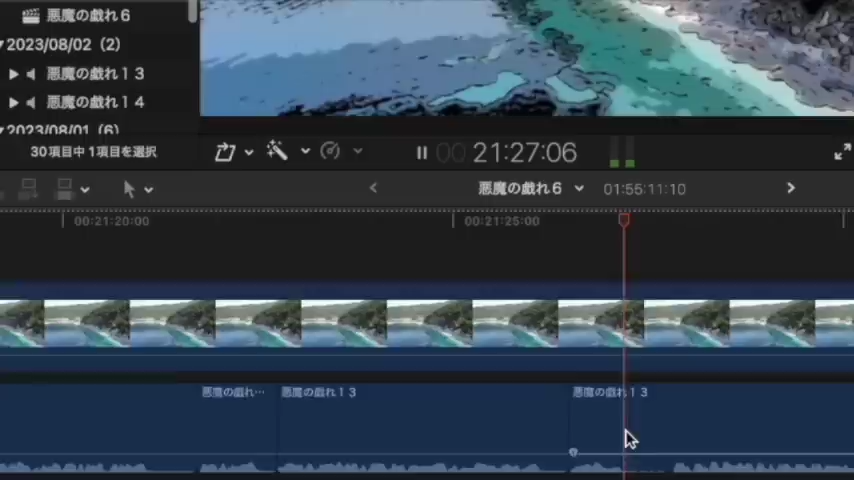 悪魔の戯れ６
2023/08/02（2）
悪魔の戯れ１３
悪魔の戯れ１４
2023/08/01（6）
30項目中1項目を選択
00 21:27:06
悪魔の戯れ６ 01:55:11:10
00:21:20:00 00:21:25:00
悪魔の戯れ… 悪魔の戯れ１３ 悪魔の戯れ１３